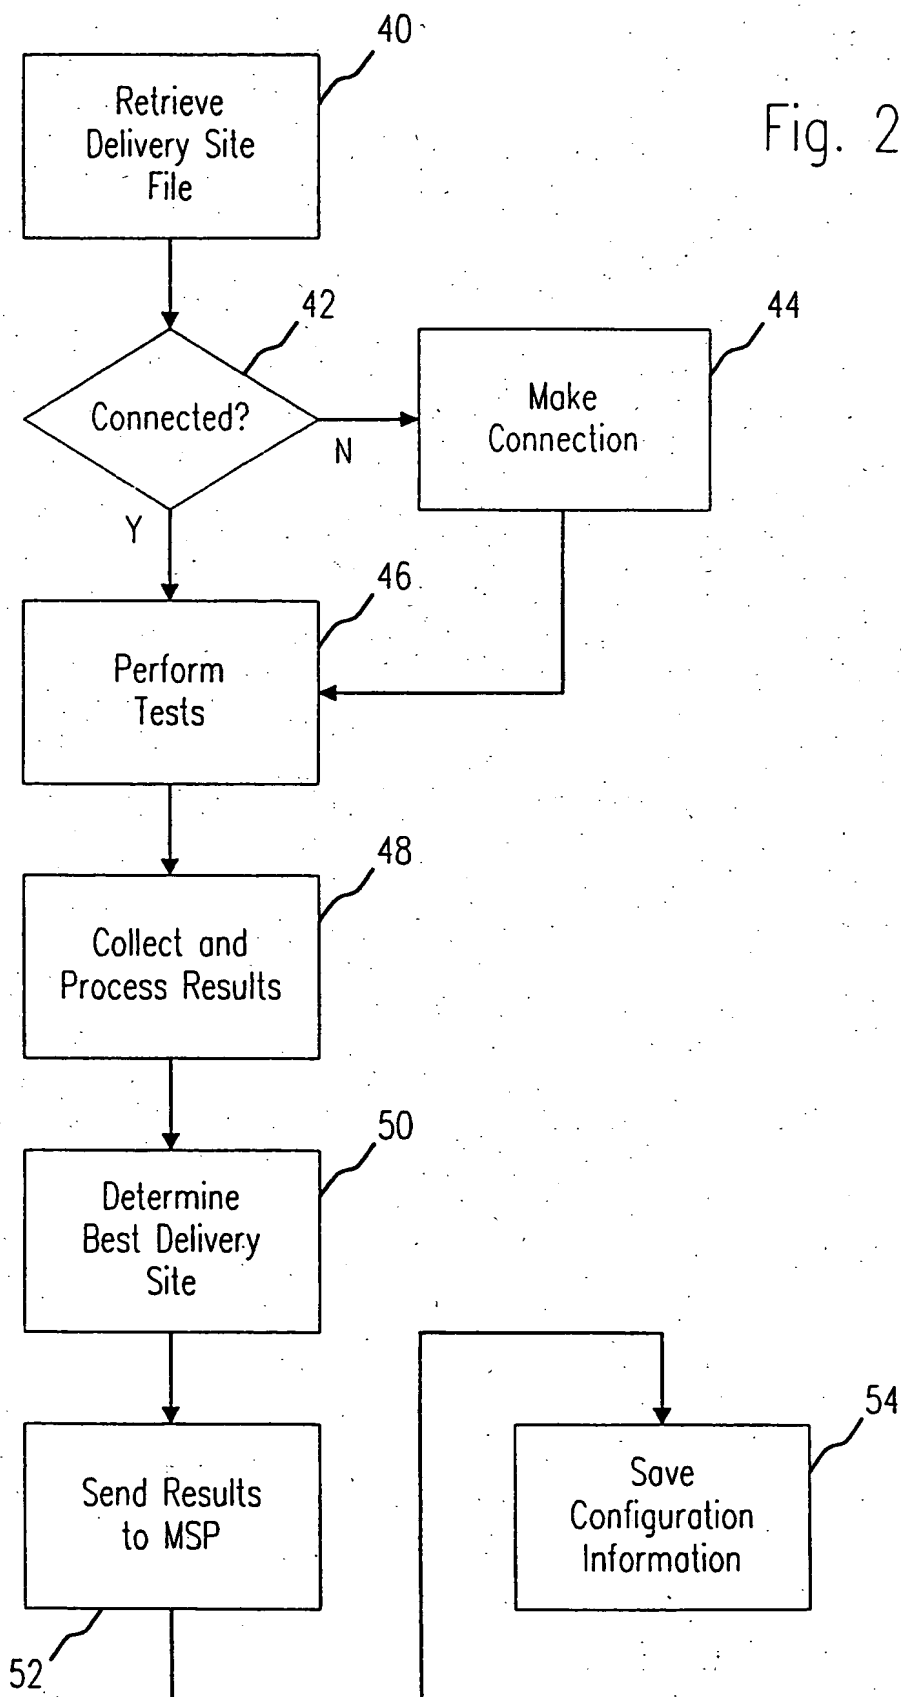 40
Retrieve
Delivery Site
File
Fig. 2
42
Connected?
N
Y
44
Make
Connection
46
Perform
Tests
48
Collect and
Process Results
50
Determine
Best Delivery
Site
Send Results
to MSP
52
54
Save
Configuration
Information